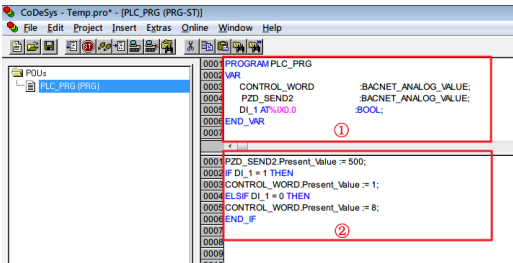 CoDeSys - Temp.pro* - [PLC_PRG (PRG-ST)]
File Edit Project Insert Extras Online Window Help
POUs
PLC_PRG (PRG)
0001 PROGRAM PLC_PRG
0002 VAR
0003 CONTROL_WORD :BACNET_ANALOG_VALUE;
0004 PZD_SEND2 :BACNET_ANALOG_VALUE;
0005 DI_1 AT%IX0.0 :BOOL;
0006 END_VAR
0007
①
0001 PZD_SEND2.Present_Value := 500;
0002 IF DI_1 = 1 THEN
0003 CONTROL_WORD.Present_Value := 1;
0004 ELSIF DI_1 = 0 THEN
0005 CONTROL_WORD.Present_Value := 8;
0006 END_IF
0007
②
0008
0009